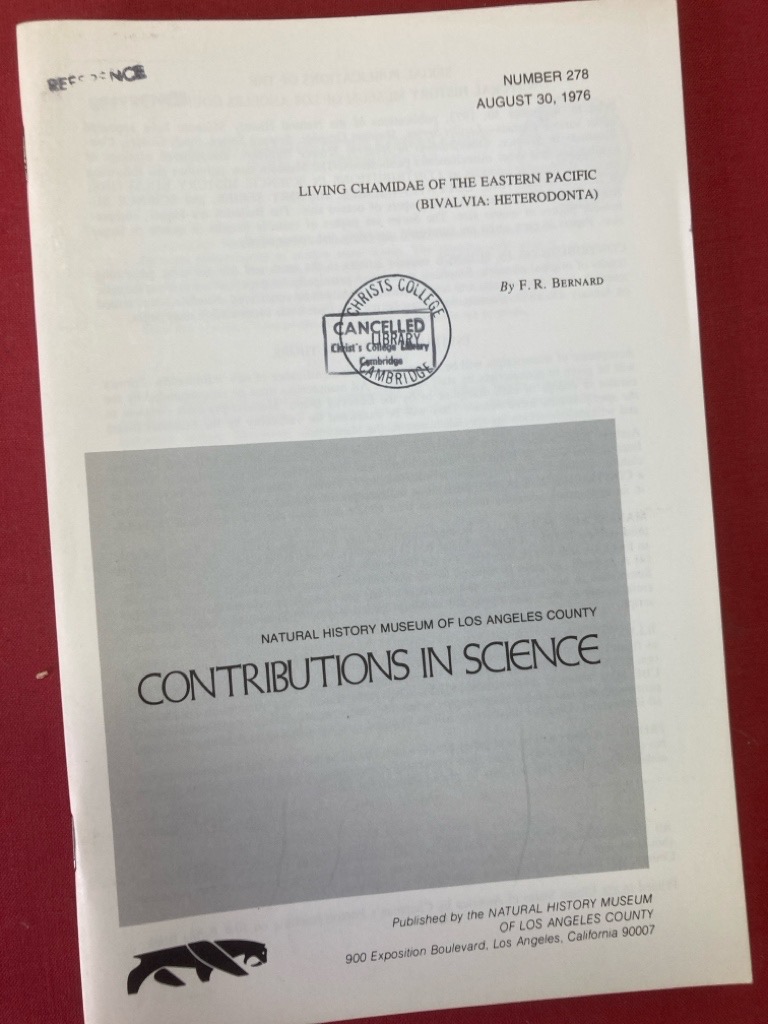 REFERENCE
NUMBER 278
AUGUST 30, 1976
LIVING CHAMIDAE OF THE EASTERN PACIFIC
(BIVALVIA: HETERODONTA)
By F. R. BERNARD
CHRISTS COLLEGE
LIBRARY
CAMBRIDGE
CANCELLED
Christ's College Library
Cambridge
NATURAL HISTORY MUSEUM OF LOS ANGELES COUNTY
CONTRIBUTIONS IN SCIENCE
Published by the NATURAL HISTORY MUSEUM
OF LOS ANGELES COUNTY
900 Exposition Boulevard, Los Angeles, California 90007